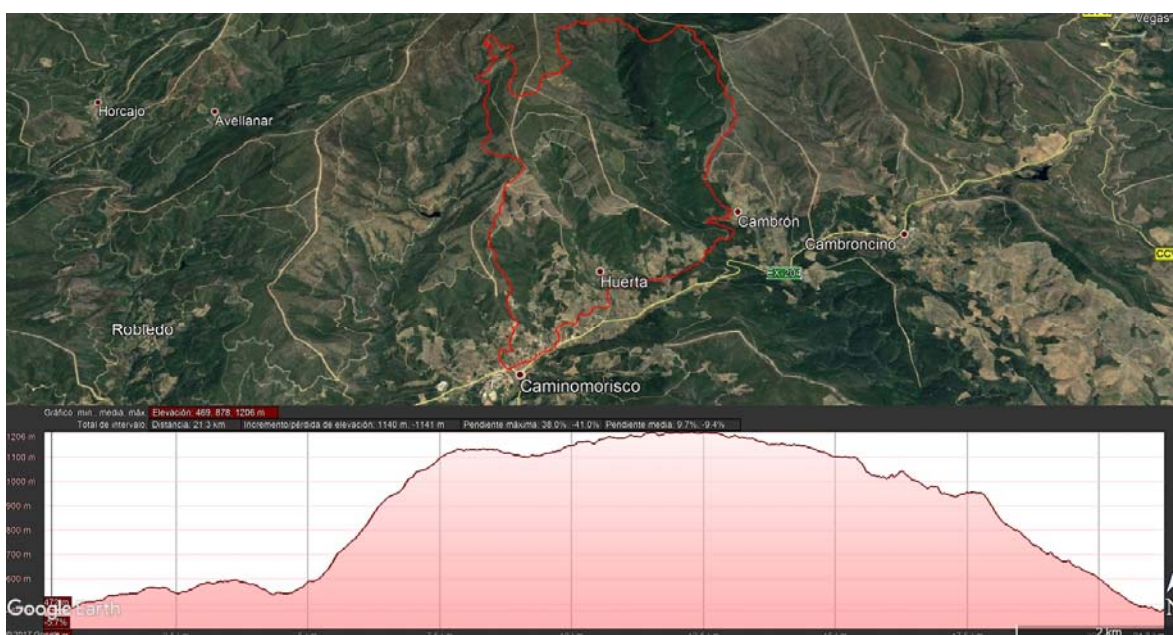 Vegas
Horcajo
Avellanar
Cambrón
Cambroncino
EX-204
Huerta
Robledo
Caminomorisco
Gráfico: mín., media, máx. Elevación: 469, 878, 1206 m
Total de intervalo: Distancia: 21.3 km Incremento/pérdida de elevación: 1140 m, -1141 m Pendiente máxima: 38.0%, -41.0% Pendiente media: 9.7%, -9.4%
1206 m
1100 m
1000 m
900 m
800 m
700 m
600 m
Google Earth
2 km